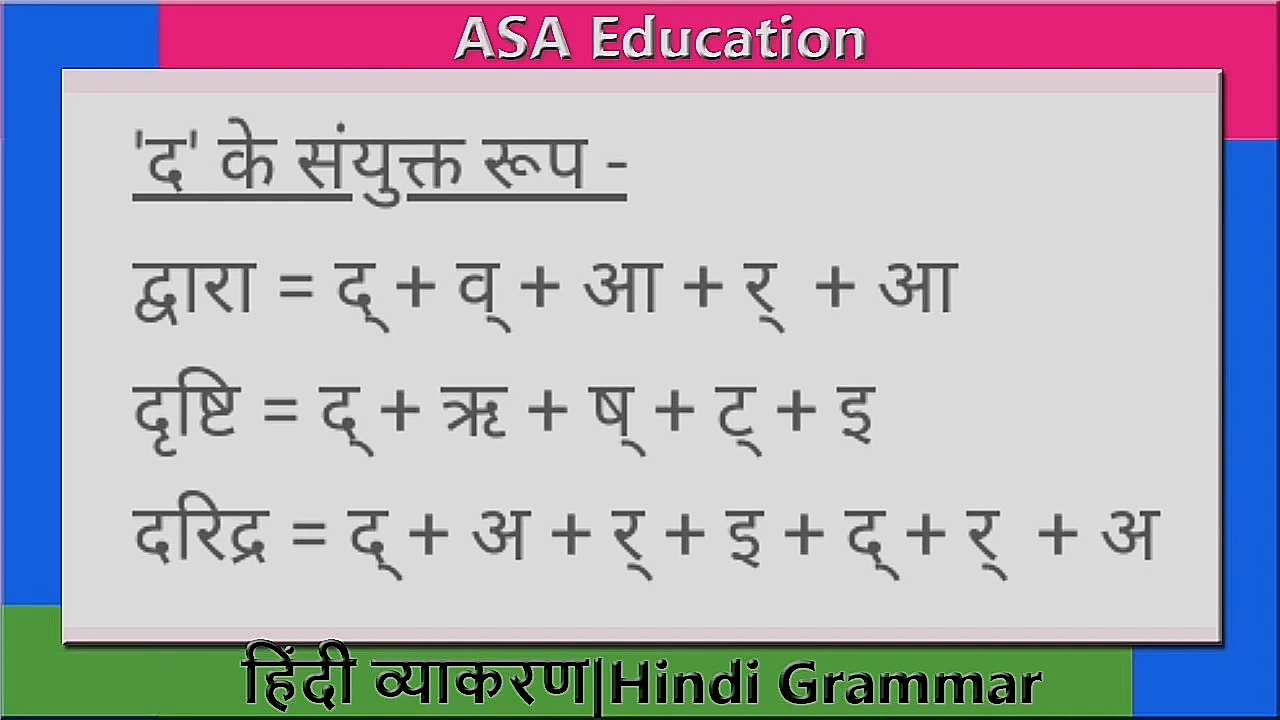 ASA Education
'द' के संयुक्त रूप -
द्वारा = द् + व् + आ + र् + आ
दृष्टि = द् + ऋ + ष् + ट् + इ
दरिद्र = द् + अ + र् + इ + द् + र् + अ
हिंदी व्याकरण|Hindi Grammar